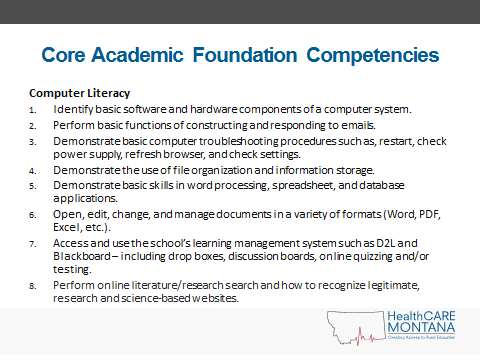 Core Academic Foundation Competencies
Computer Literacy
1. Identify basic software and hardware components of a computer system.
2. Perform basic functions of constructing and responding to emails.
3. Demonstrate basic computer troubleshooting procedures such as, restart, check
power supply, refresh browser, and check settings.
4. Demonstrate the use of file organization and information storage.
5. Demonstrate basic skills in word processing, spreadsheet, and database
applications.
6. Open, edit, change, and manage documents in a variety of formats (Word, PDF,
Excel, etc.).
7. Access and use the school's learning management system such as D2L and
Blackboard – including drop boxes, discussion boards, online quizzing and/or
testing.
8. Perform online literature/research search and how to recognize legitimate,
research and science-based websites.
HealthCARE
MONTANA
Creating Access to Rural Education